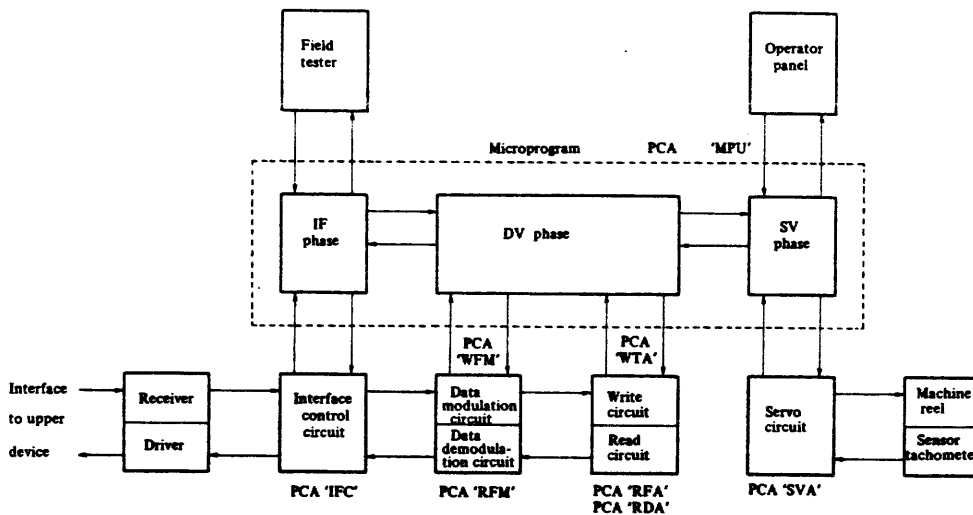 Field
tester
Operator
panel
Microprogram PCA 'MPU'
IF
phase
DV phase
SV
phase
PCA
'WFM'
PCA
'WTA'
Interface
to upper
device
Receiver
Driver
Interface
control
circuit
Data
modulation
circuit
Data
demodula-
tion circuit
Write
circuit
Read
circuit
Servo
circuit
Machine
reel
Sensor
tachomete
PCA 'IFC'
PCA 'RFM'
PCA 'RFA'
PCA 'RDA'
PCA 'SVA'